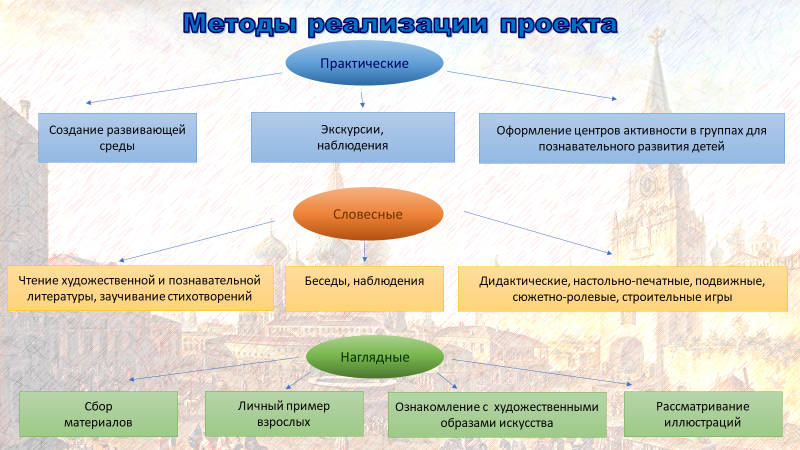 Методы реализации проекта
Практические
Создание развивающей
среды
Экскурсии,
наблюдения
Оформление центров активности в группах для
познавательного развития детей
Словесные
Чтение художественной и познавательной
литературы, заучивание стихотворений
Беседы, наблюдения
Дидактические, настольно-печатные, подвижные,
сюжетно-ролевые, строительные игры
Наглядные
Сбор
материалов
Личный пример
взрослых
Ознакомление с художественными
образами искусства
Рассматривание
иллюстраций